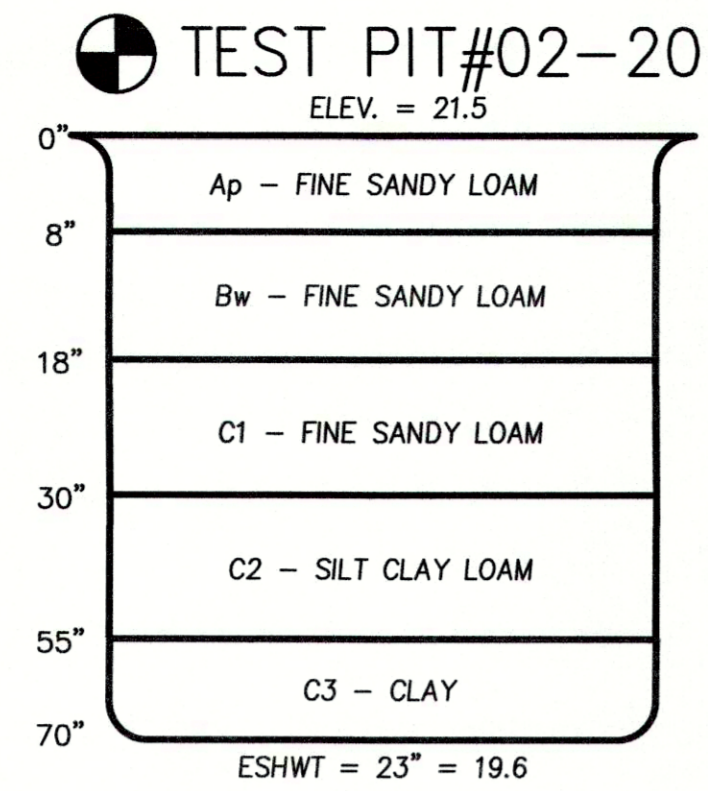 TEST PIT#02-20
ELEV. = 21.5
0"
Ap - FINE SANDY LOAM
8"
Bw - FINE SANDY LOAM
18"
C1 - FINE SANDY LOAM
30"
C2 - SILT CLAY LOAM
55"
C3 - CLAY
70"
ESHWT = 23" = 19.6